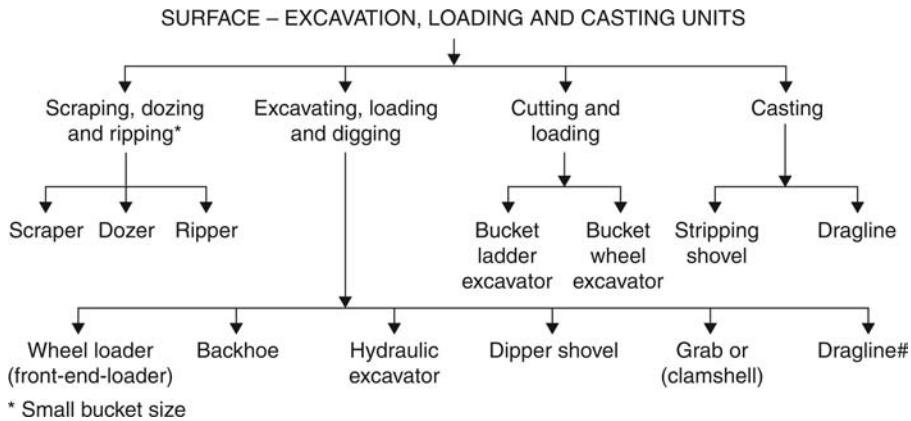 SURFACE – EXCAVATION, LOADING AND CASTING UNITS
Scraping, dozing
and ripping*
Excavating, loading
and digging
Cutting and
loading
Casting
Scraper
Dozer
Ripper
Bucket
ladder
excavator
Bucket
wheel
excavator
Stripping
shovel
Dragline
Wheel loader
(front-end-loader)
Backhoe
Hydraulic
excavator
Dipper shovel
Grab or
(clamshell)
Dragline#
* Small bucket size